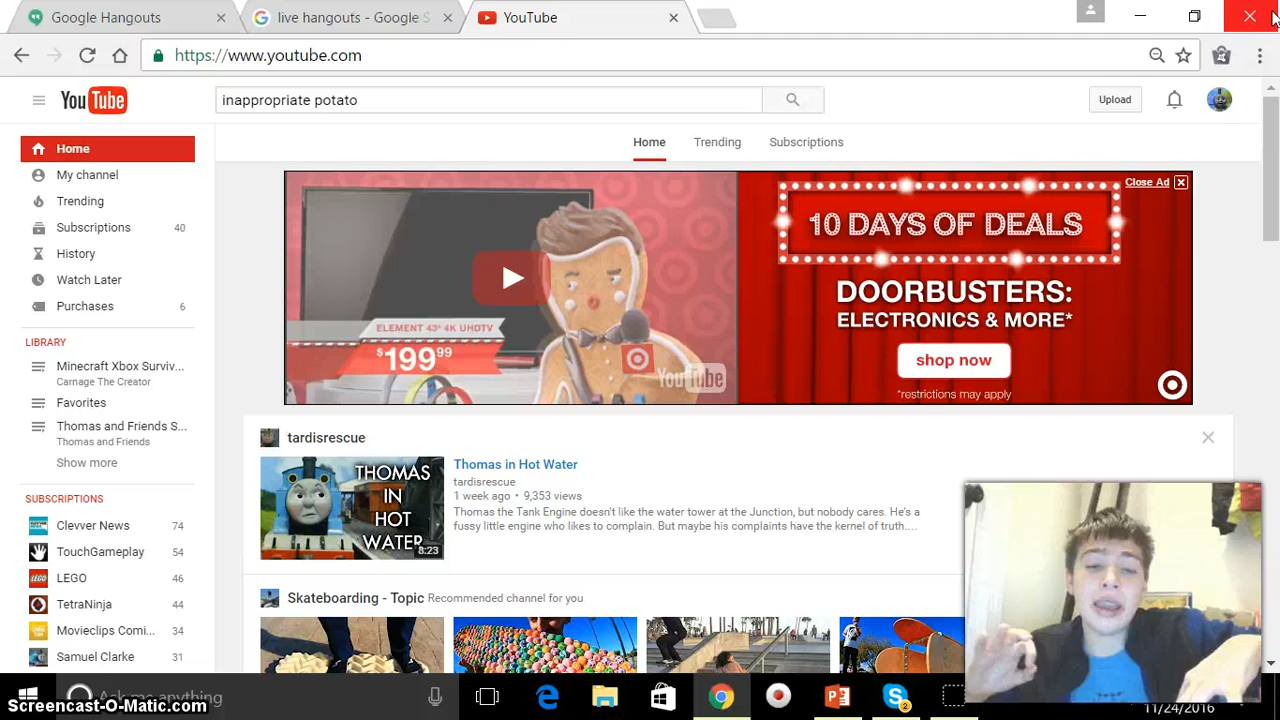 Google Hangouts
live hangouts - Google S
YouTube
https://www.youtube.com
YouTube
inappropriate potato
Upload
Home
Trending
Subscriptions
Home
My channel
Trending
Subscriptions 40
History
Watch Later
Purchases 6
LIBRARY
Minecraft Xbox Surviv...
Carnage The Creator
Favorites
Thomas and Friends S...
Thomas and Friends
Show more
SUBSCRIPTIONS
Clevver News 74
TouchGameplay 54
LEGO 46
TetraNinja 44
Movieclips Comi... 34
Samuel Clarke 31
Close Ad X
ELEMENT 43" 4K UHDTV
$199.99
YouTube
10 DAYS OF DEALS
DOORBUSTERS:
ELECTRONICS & MORE*
shop now
*restrictions may apply
tardisrescue
THOMAS
IN
HOT
WATER
8:23
Thomas in Hot Water
tardisrescue
1 week ago • 9,353 views
Thomas the Tank Engine doesn't like the water tower at the Junction, but nobody cares. He's a
fussy little engine who likes to complain. But maybe his complaints have the kernel of truth....
Skateboarding - Topic Recommended channel for you
Ask me anything
2
11/24/2016
Screencast-O-Matic.com